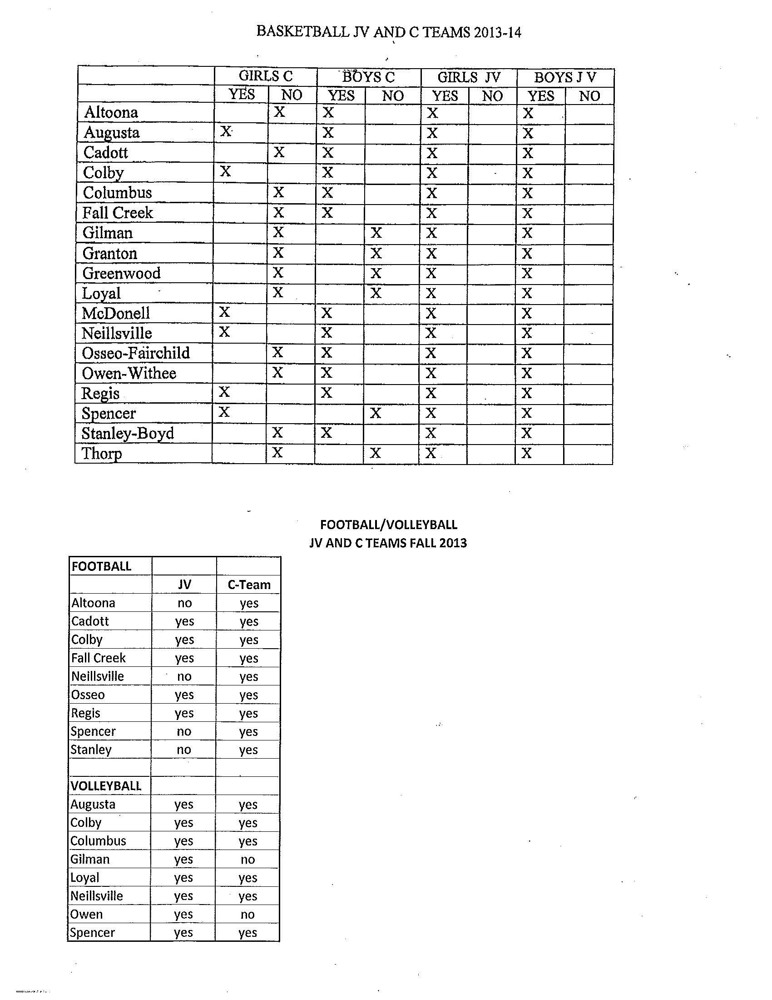 BASKETBALL JV AND C TEAMS 2013-14
GIRLS C BOYS C GIRLS JV BOYS J V
YES NO YES NO YES NO YES NO
Altoona X X X X
Augusta X X X X
Cadott X X X X
Colby X X X X
Columbus X X X X
Fall Creek X X X X
Gilman X X X X
Granton X X X X
Greenwood X X X X
Loyal X X X X
McDonell X X X X
Neillsville X X X X
Osseo-Fairchild X X X X
Owen-Withee X X X X
Regis X X X X
Spencer X X X X
Stanley-Boyd X X X X
Thorp X X X X
FOOTBALL/VOLLEYBALL
JV AND C TEAMS FALL 2013
FOOTBALL
JV C-Team
Altoona no yes
Cadott yes yes
Colby yes yes
Fall Creek yes yes
Neillsville no yes
Osseo yes yes
Regis yes yes
Spencer no yes
Stanley no yes
VOLLEYBALL
Augusta yes yes
Colby yes yes
Columbus yes yes
Gilman yes no
Loyal yes yes
Neillsville yes yes
Owen yes no
Spencer yes yes